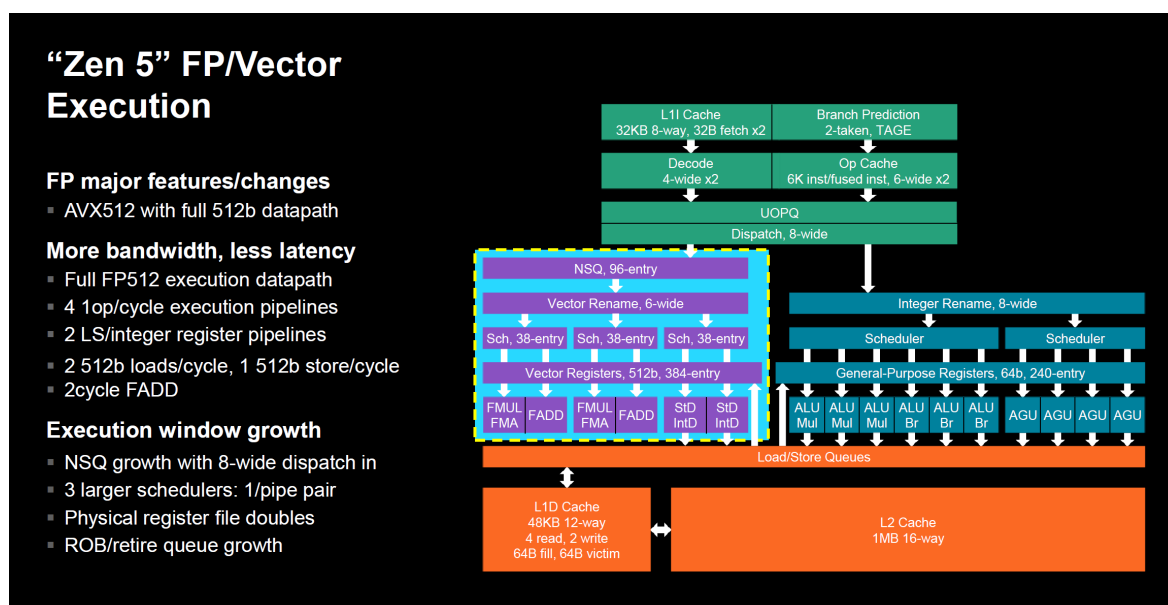 “Zen 5” FP/Vector
Execution
FP major features/changes
▪ AVX512 with full 512b datapath
More bandwidth, less latency
▪ Full FP512 execution datapath
▪ 4 1op/cycle execution pipelines
▪ 2 LS/integer register pipelines
▪ 2 512b loads/cycle, 1 512b store/cycle
▪ 2cycle FADD
Execution window growth
▪ NSQ growth with 8-wide dispatch in
▪ 3 larger schedulers: 1/pipe pair
▪ Physical register file doubles
▪ ROB/retire queue growth
L1I Cache
32KB 8-way, 32B fetch x2
Branch Prediction
2-taken, TAGE
Decode
4-wide x2
Op Cache
6K inst/fused inst, 6-wide x2
UOPQ
Dispatch, 8-wide
NSQ, 96-entry
Vector Rename, 6-wide
Integer Rename, 8-wide
Sch, 38-entry
Sch, 38-entry
Sch, 38-entry
Scheduler
Scheduler
Vector Registers, 512b, 384-entry
General-Purpose Registers, 64b, 240-entry
FMUL
FMA
FADD
FMUL
FMA
FADD
StD
IntD
StD
IntD
ALU
Mul
ALU
Mul
ALU
Mul
ALU
Br
ALU
Br
ALU
Br
AGU
AGU
AGU
AGU
Load/Store Queues
L1D Cache
48KB 12-way
4 read, 2 write
64B fill, 64B victim
L2 Cache
1MB 16-way